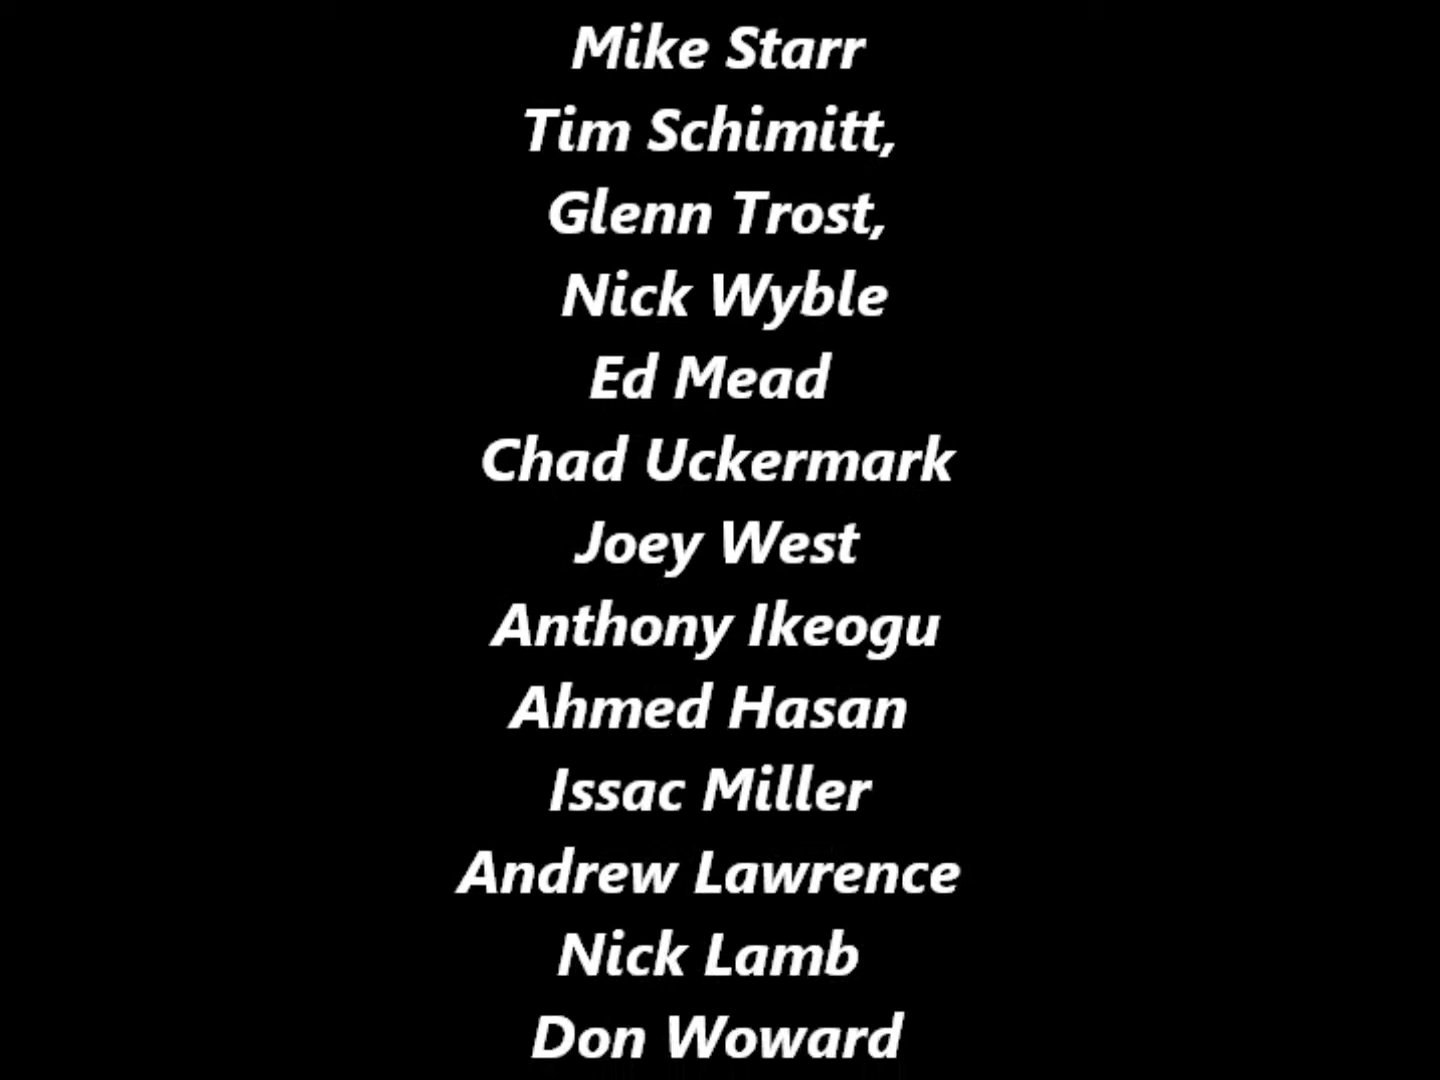 Mike Starr
Tim Schimitt,
Glenn Trost,
Nick Wyble
Ed Mead
Chad Uckermark
Joey West
Anthony Ikeogu
Ahmed Hasan
Issac Miller
Andrew Lawrence
Nick Lamb
Don Woward